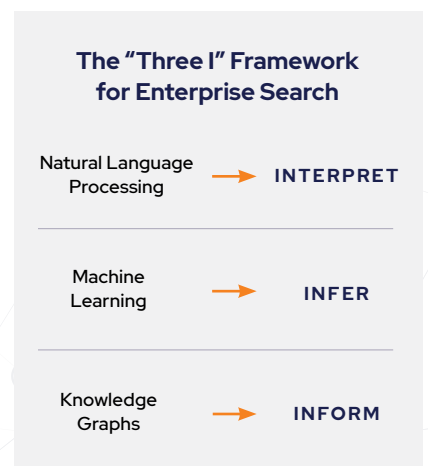 The “Three I” Framework
for Enterprise Search
Natural Language
Processing
INTERPRET
Machine
Learning
INFER
Knowledge
Graphs
INFORM